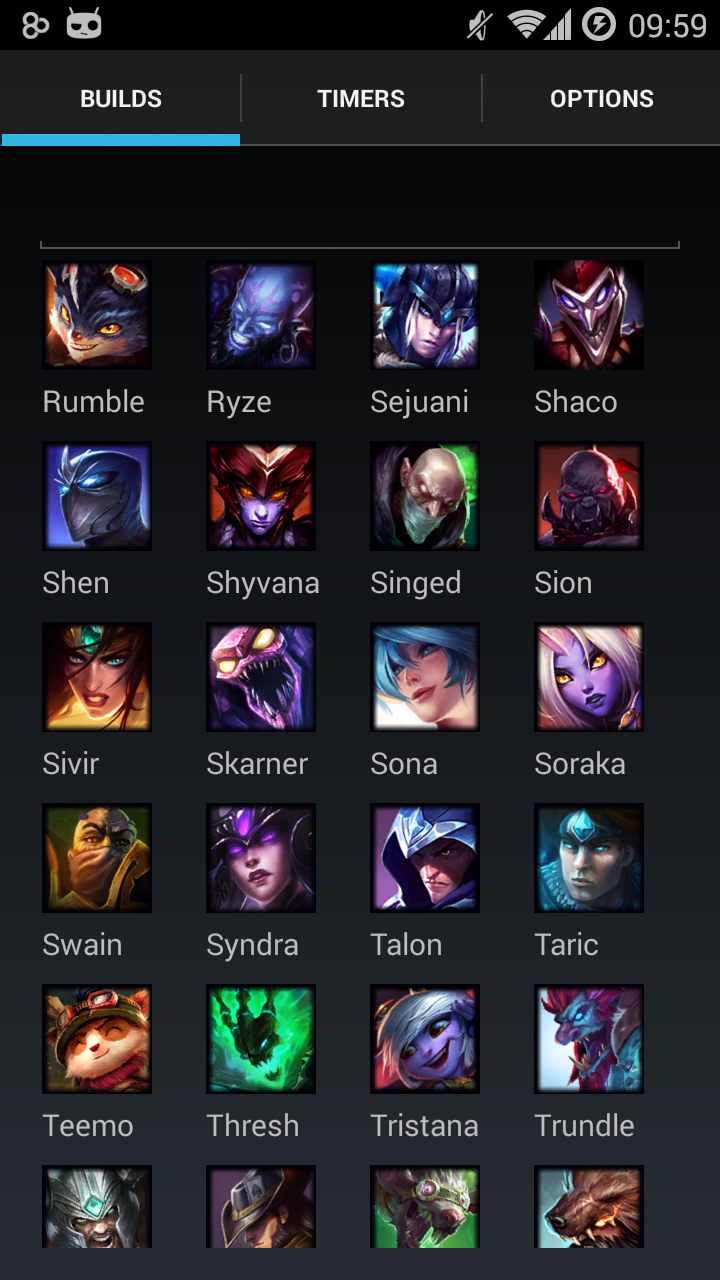 09:59
BUILDS TIMERS OPTIONS
Rumble Ryze Sejuani Shaco
Shen Shyvana Singed Sion
Sivir Skarner Sona Soraka
Swain Syndra Talon Taric
Teemo Thresh Tristana Trundle